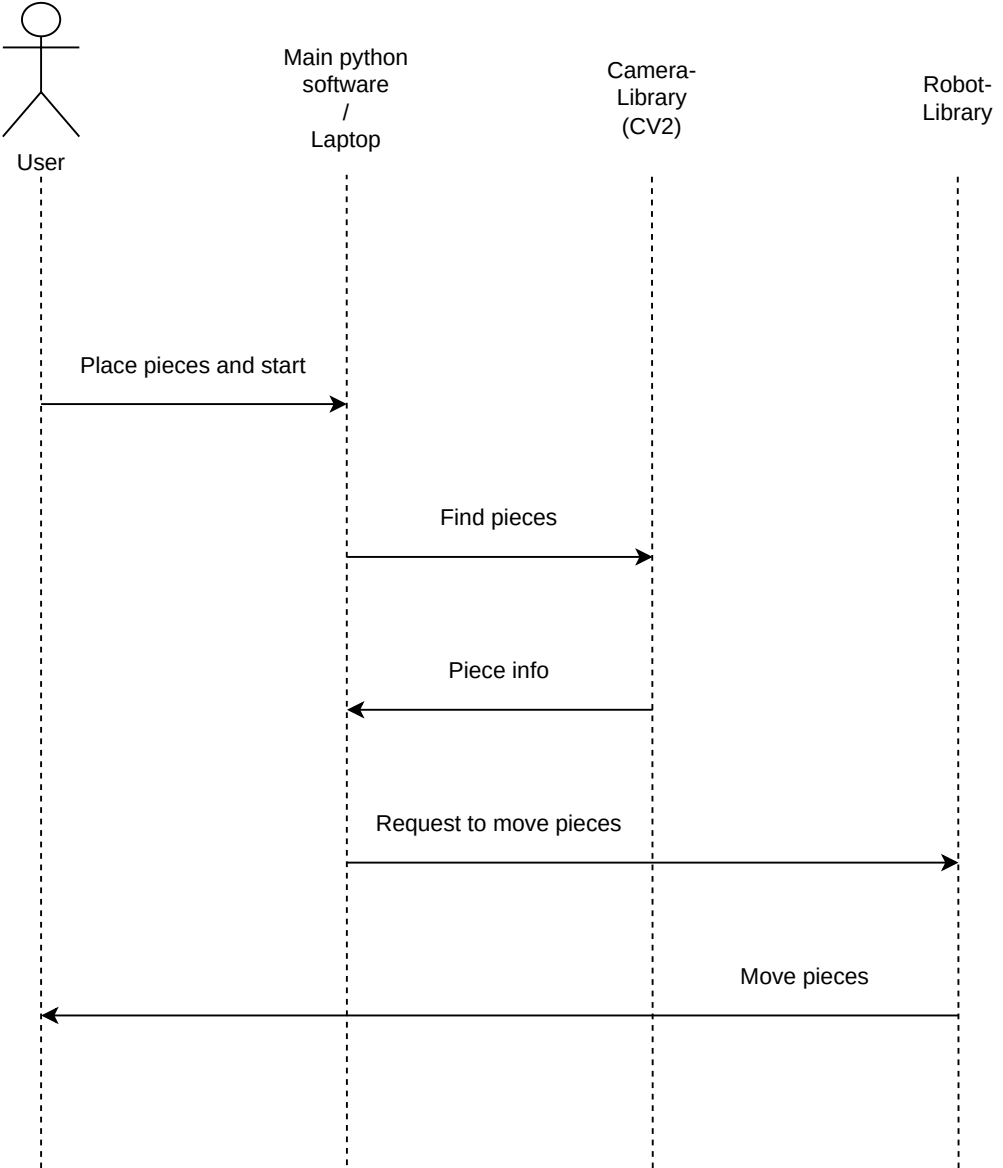 User
Main python
software
/
Laptop
Camera-
Library
(CV2)
Robot-
Library
Place pieces and start
Find pieces
Piece info
Request to move pieces
Move pieces